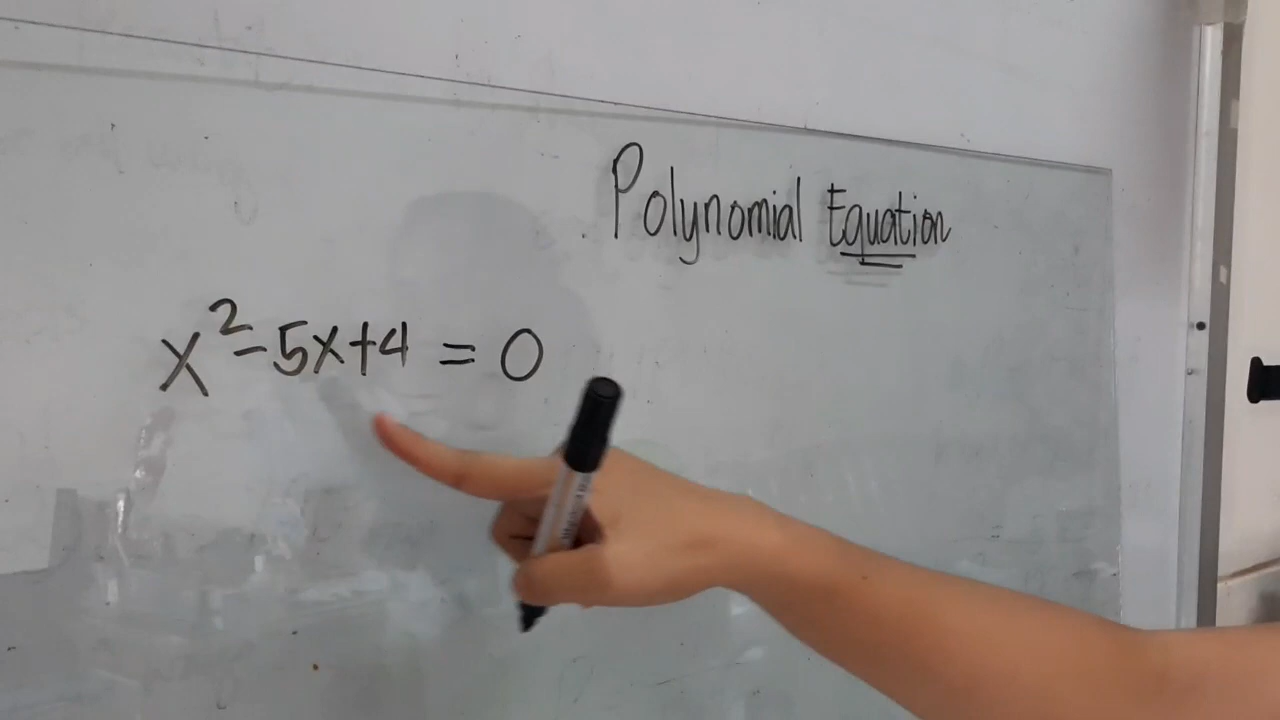 Polynomial Equation
x²-5x+4 = 0